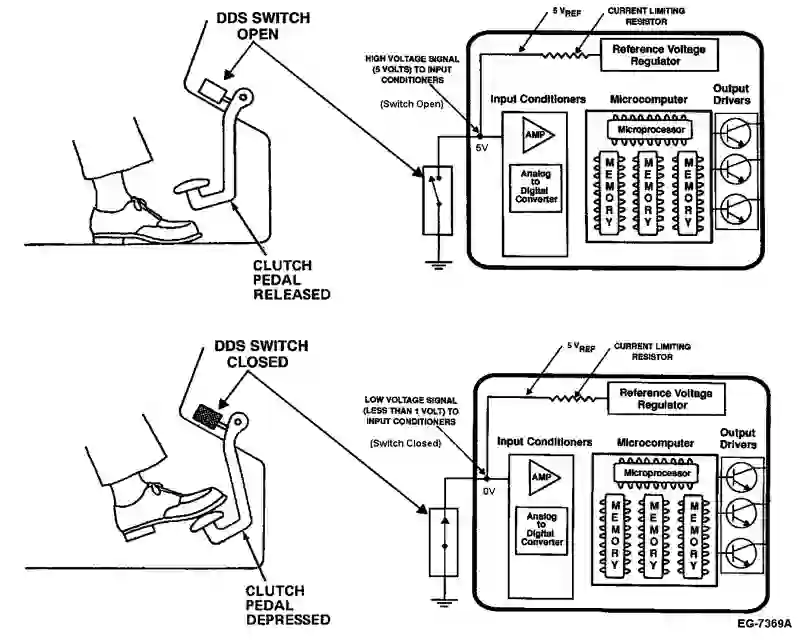 DDS SWITCH
OPEN
5 VREF
CURRENT LIMITING
RESISTOR
HIGH VOLTAGE SIGNAL
(5 VOLTS) TO INPUT
CONDITIONERS
(Switch Open)
Reference Voltage
Regulator
Input Conditioners
Microcomputer
Output
Drivers
AMP
Microprocessor
5V
Analog
to
Digital
Converter
MEMORY
MEMORY
MEMORY
CLUTCH
PEDAL
RELEASED
DDS SWITCH
CLOSED
5 VREF
CURRENT LIMITING
RESISTOR
LOW VOLTAGE SIGNAL
(LESS THAN 1 VOLT) TO
INPUT CONDITIONERS
(Switch Closed)
Reference Voltage
Regulator
Input Conditioners
Microcomputer
Output
Drivers
AMP
Microprocessor
0V
Analog
to
Digital
Converter
MEMORY
MEMORY
MEMORY
CLUTCH
PEDAL
DEPRESSED
EG-7369A